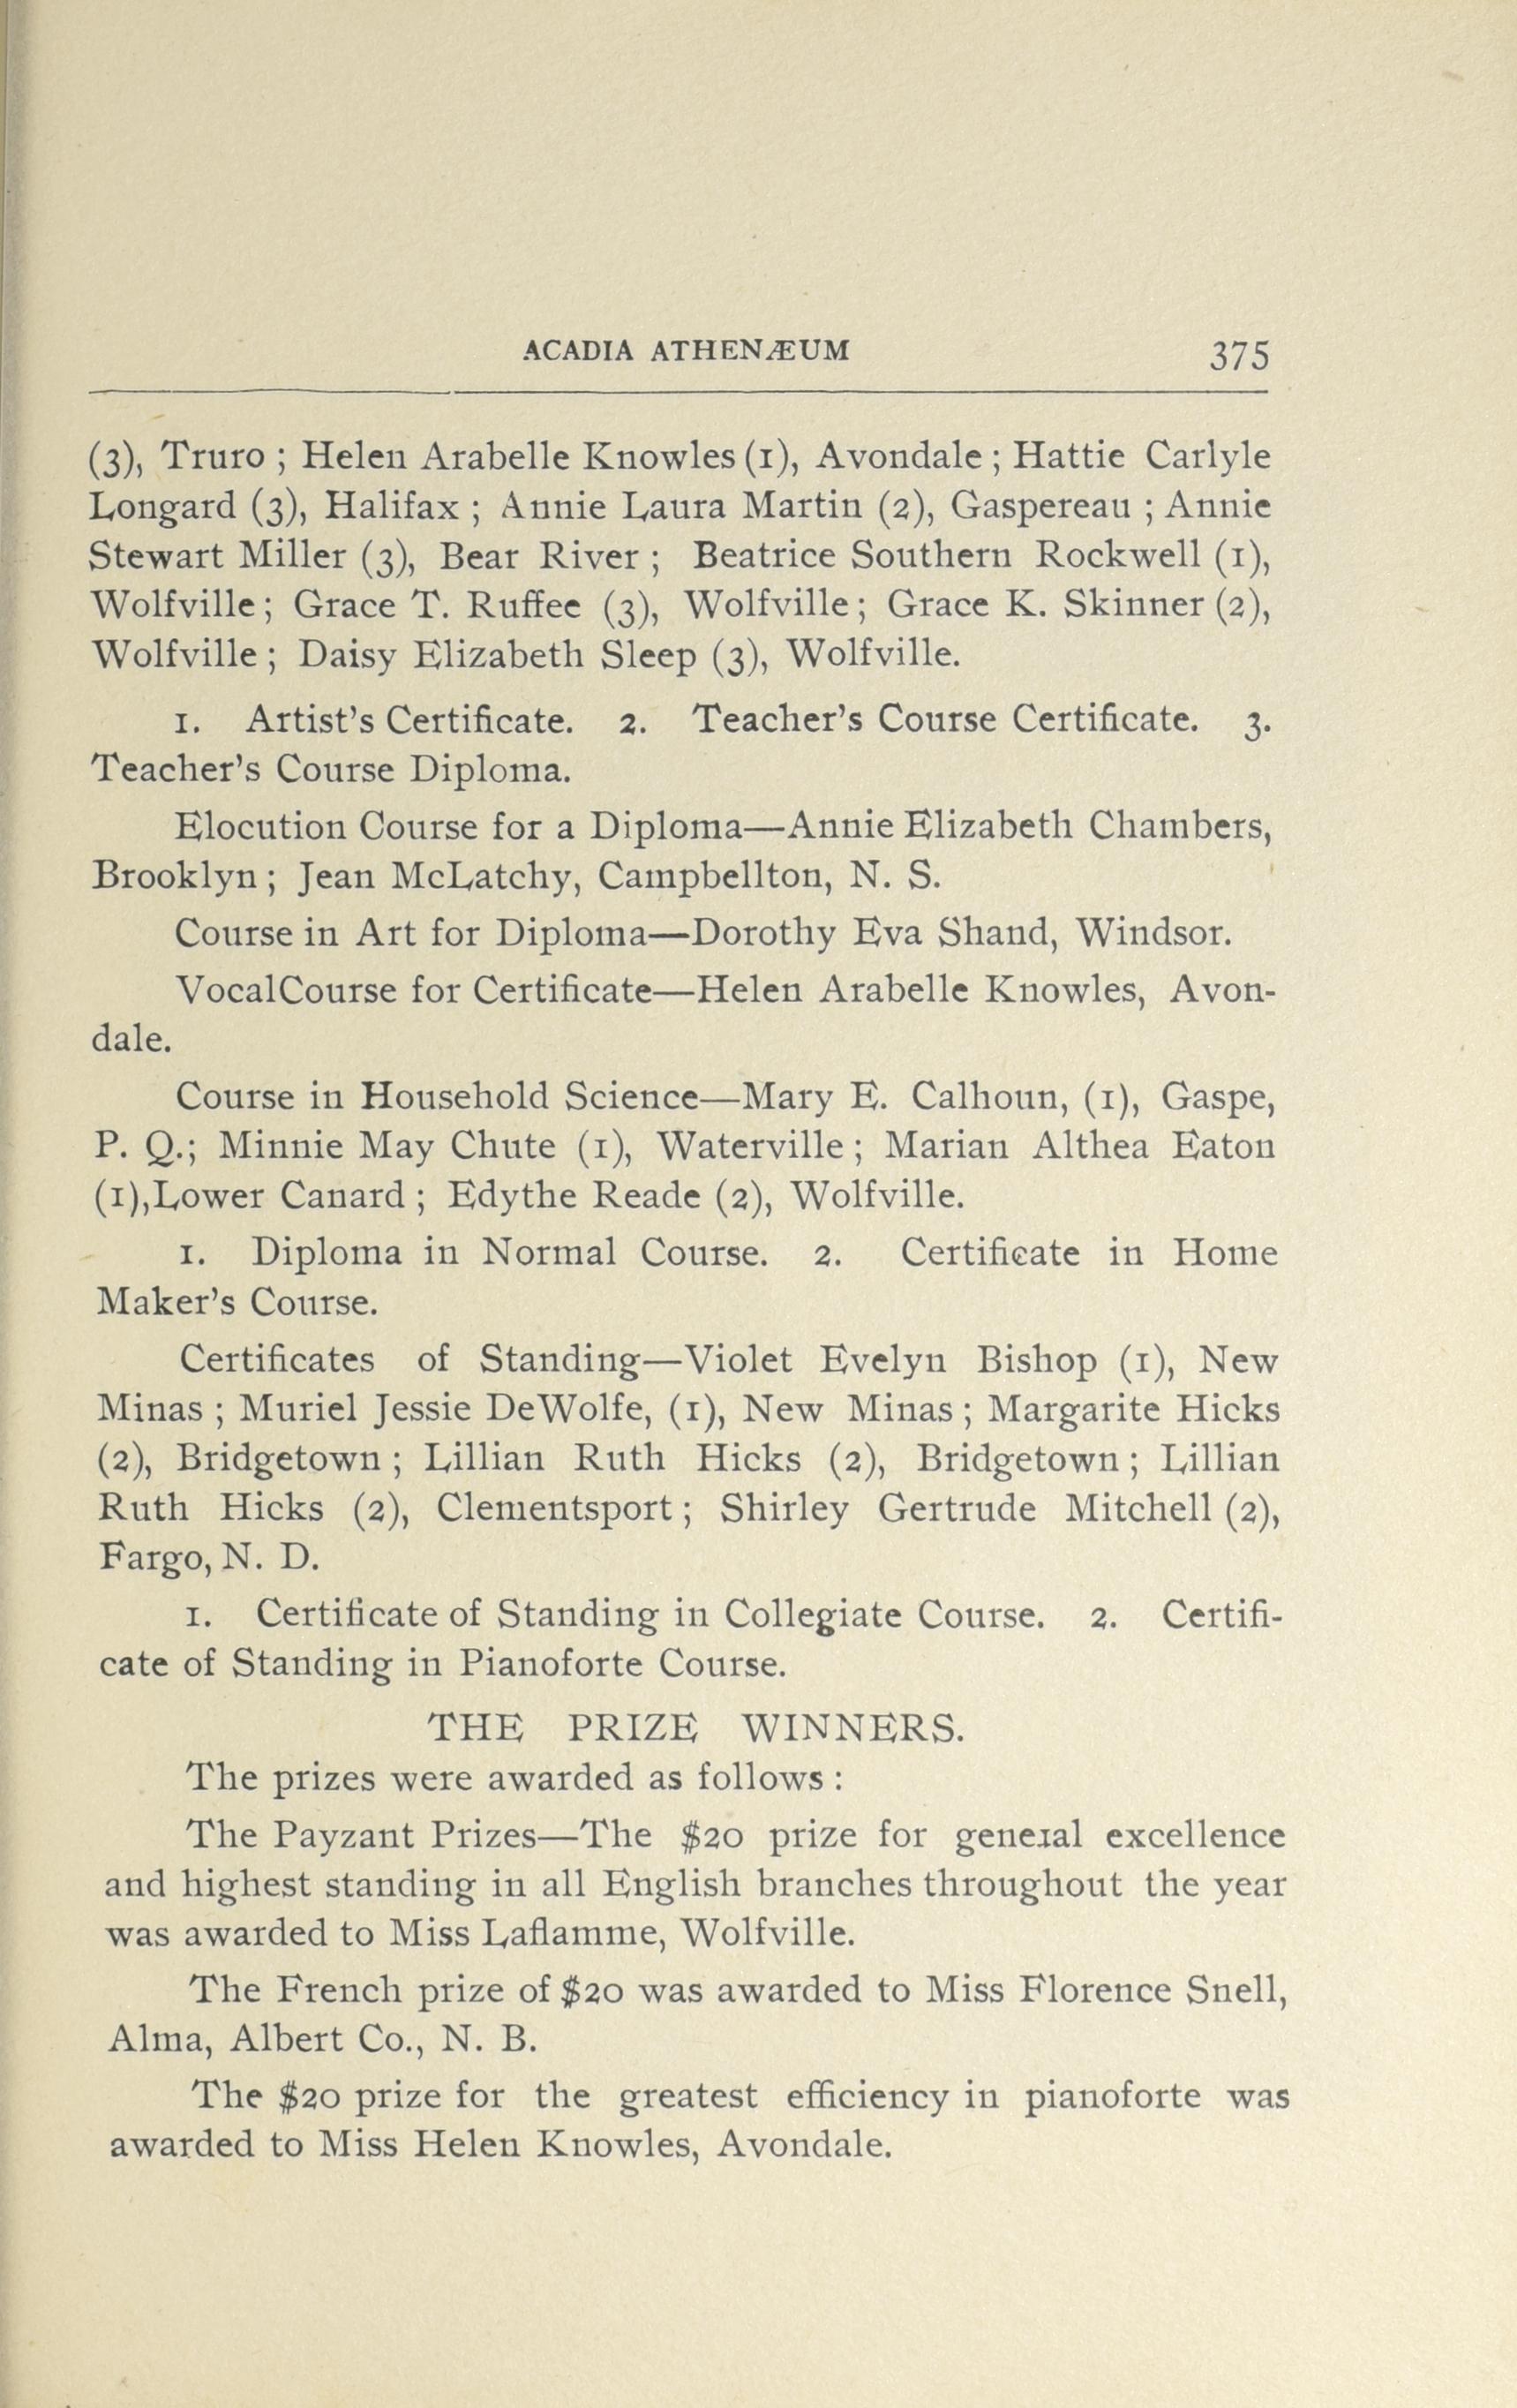 ACADIA ATHENÆUM 375
(3), Truro ; Helen Arabelle Knowles (1), Avondale ; Hattie Carlyle
Longard (3), Halifax ; Annie Laura Martin (2), Gaspereau ; Annie
Stewart Miller (3), Bear River ; Beatrice Southern Rockwell (1),
Wolfville ; Grace T. Ruffee (3), Wolfville ; Grace K. Skinner (2),
Wolfville ; Daisy Elizabeth Sleep (3), Wolfville.
1. Artist's Certificate. 2. Teacher's Course Certificate. 3.
Teacher's Course Diploma.
Elocution Course for a Diploma—Annie Elizabeth Chambers,
Brooklyn ; Jean McLatchy, Campbellton, N. S.
Course in Art for Diploma—Dorothy Eva Shand, Windsor.
VocalCourse for Certificate—Helen Arabelle Knowles, Avon-
dale.
Course in Household Science—Mary E. Calhoun, (1), Gaspe,
P. Q.; Minnie May Chute (1), Waterville ; Marian Althea Eaton
(1),Lower Canard ; Edythe Reade (2), Wolfville.
1. Diploma in Normal Course. 2. Certificate in Home
Maker's Course.
Certificates of Standing—Violet Evelyn Bishop (1), New
Minas ; Muriel Jessie DeWolfe, (1), New Minas ; Margarite Hicks
(2), Bridgetown ; Lillian Ruth Hicks (2), Bridgetown ; Lillian
Ruth Hicks (2), Clementsport ; Shirley Gertrude Mitchell (2),
Fargo, N. D.
1. Certificate of Standing in Collegiate Course. 2. Certifi-
cate of Standing in Pianoforte Course.
THE PRIZE WINNERS.
The prizes were awarded as follows :
The Payzant Prizes—The $20 prize for general excellence
and highest standing in all English branches throughout the year
was awarded to Miss Laflamme, Wolfville.
The French prize of $20 was awarded to Miss Florence Snell,
Alma, Albert Co., N. B.
The $20 prize for the greatest efficiency in pianoforte was
awarded to Miss Helen Knowles, Avondale.